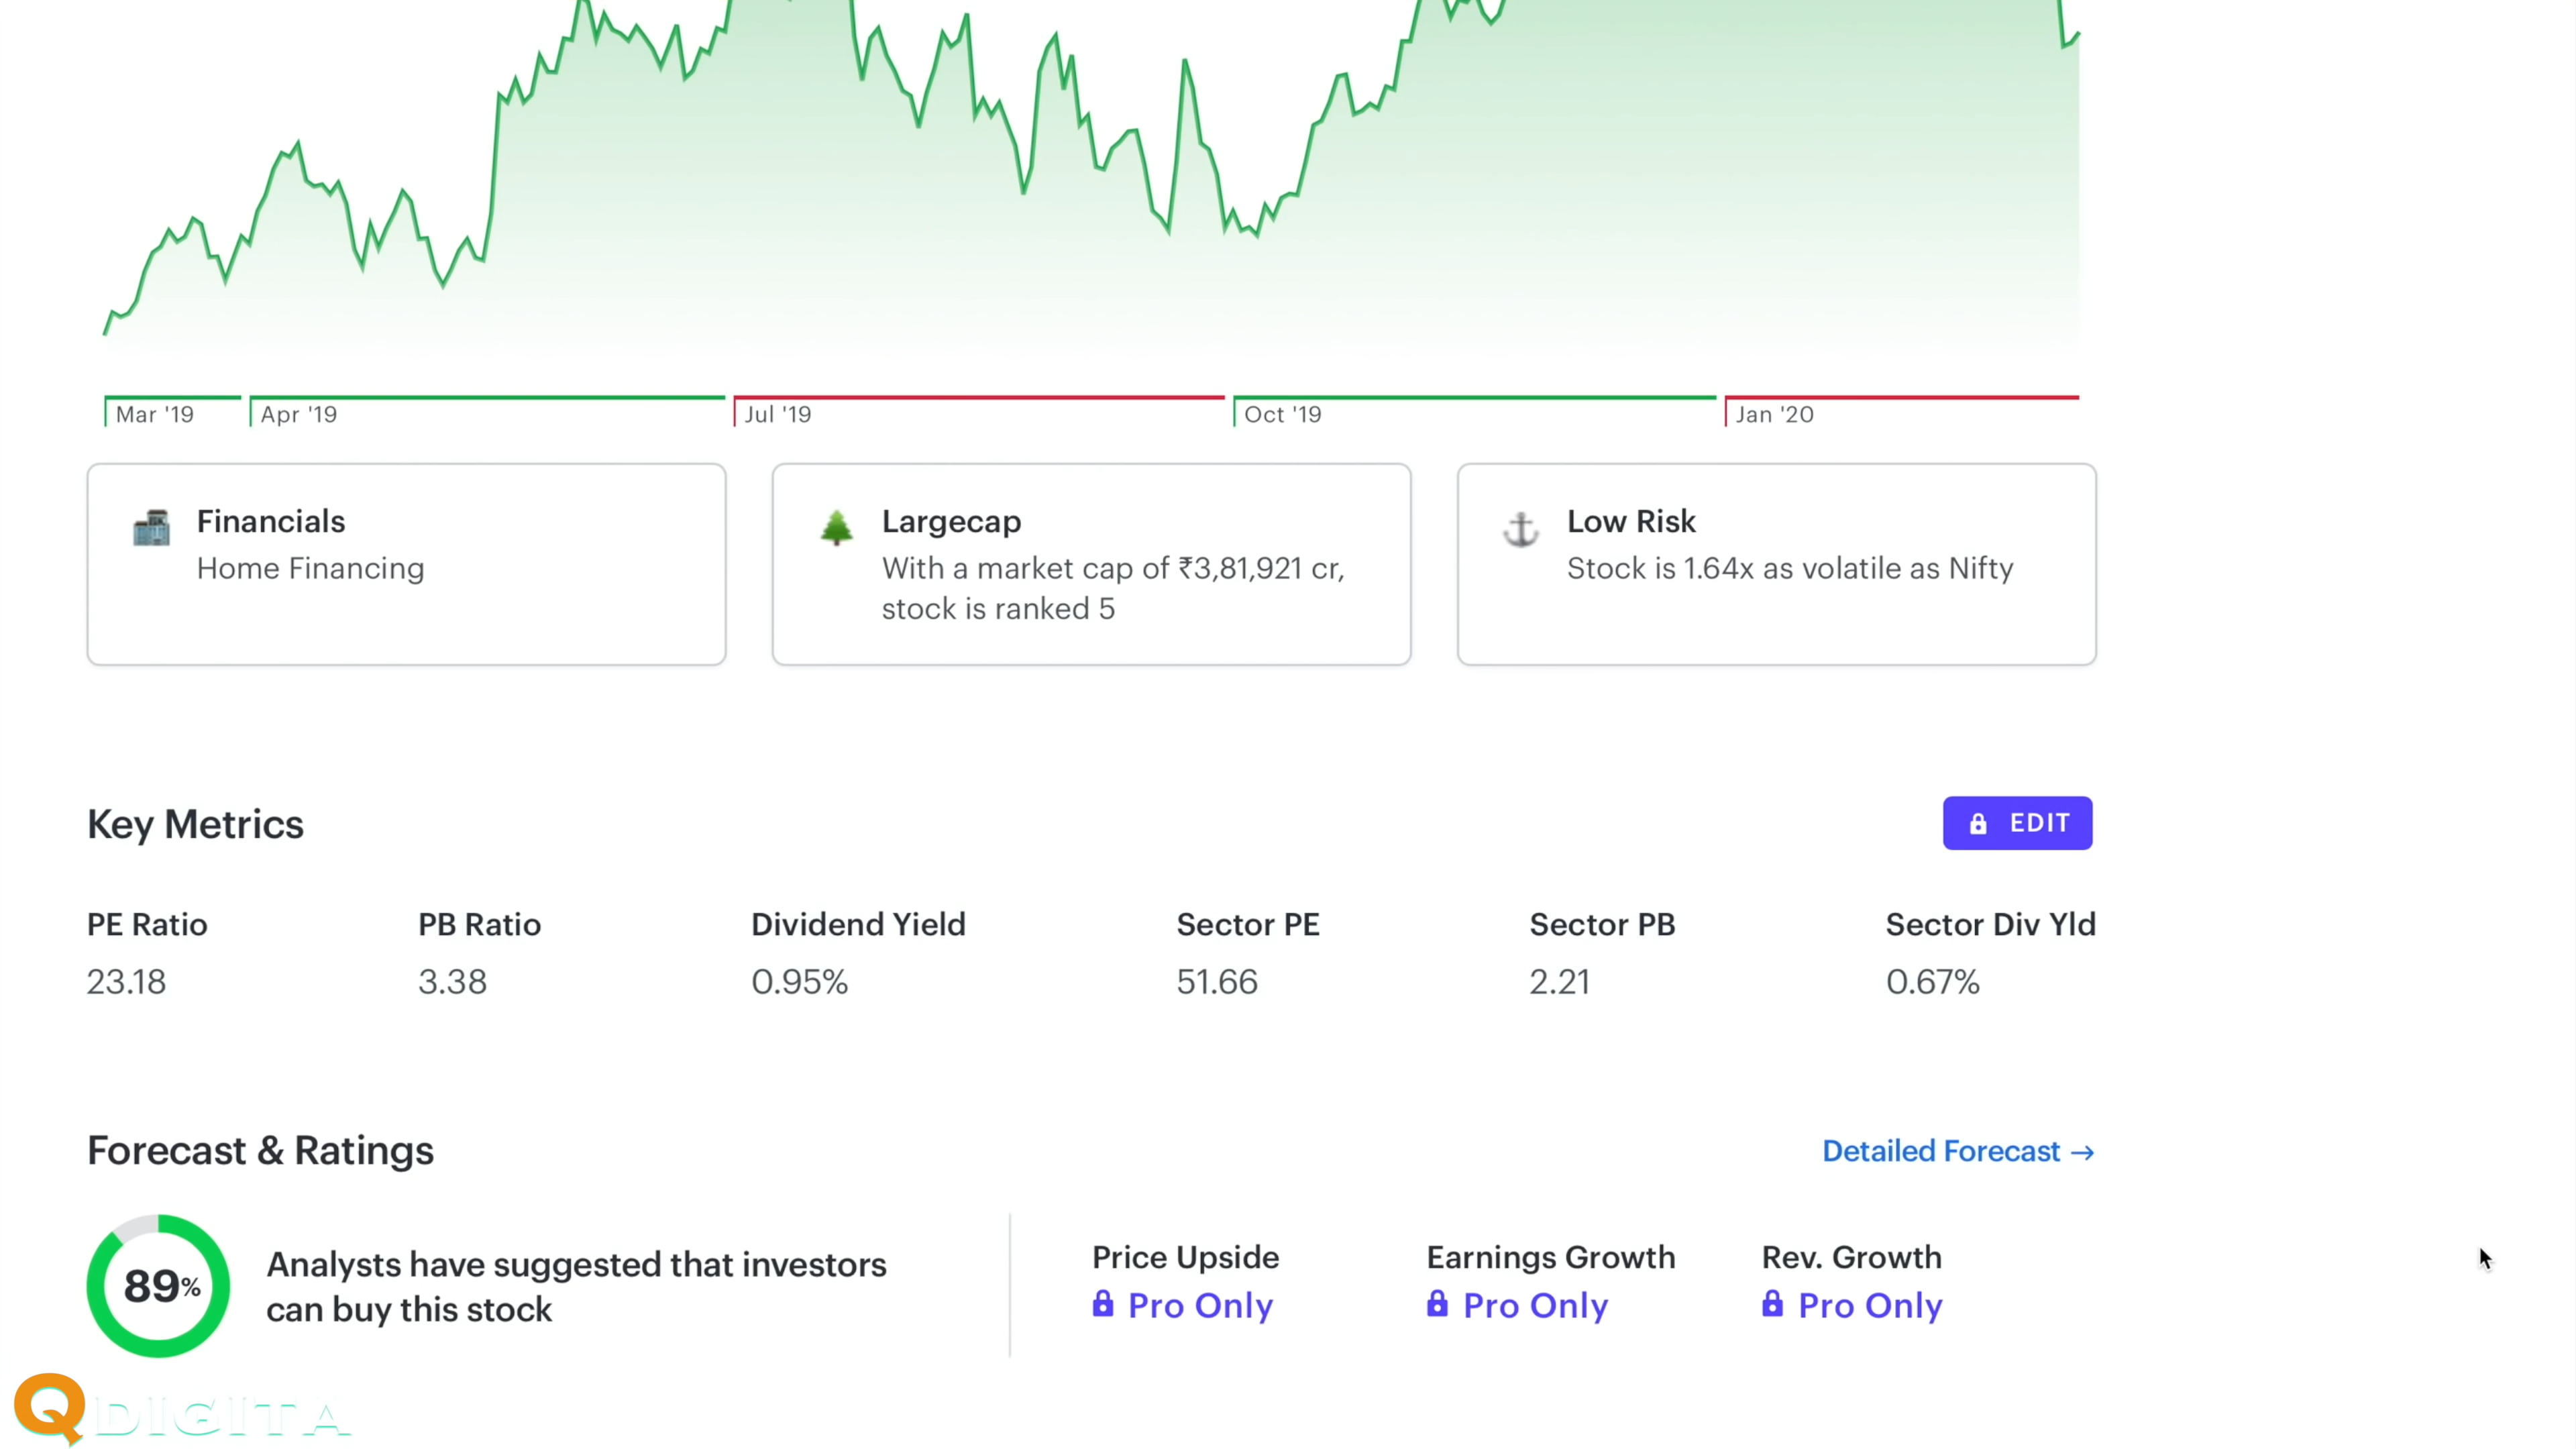 Mar '19
Apr '19
Jul '19
Oct '19
Jan '20
Financials
Home Financing
Largecap
With a market cap of ₹3,81,921 cr,
stock is ranked 5
Low Risk
Stock is 1.64x as volatile as Nifty
Key Metrics
EDIT
PE Ratio
23.18
PB Ratio
3.38
Dividend Yield
0.95%
Sector PE
51.66
Sector PB
2.21
Sector Div Yld
0.67%
Forecast & Ratings
Detailed Forecast →
89%
Analysts have suggested that investors
can buy this stock
Price Upside
Pro Only
Earnings Growth
Pro Only
Rev. Growth
Pro Only
QDIGITA